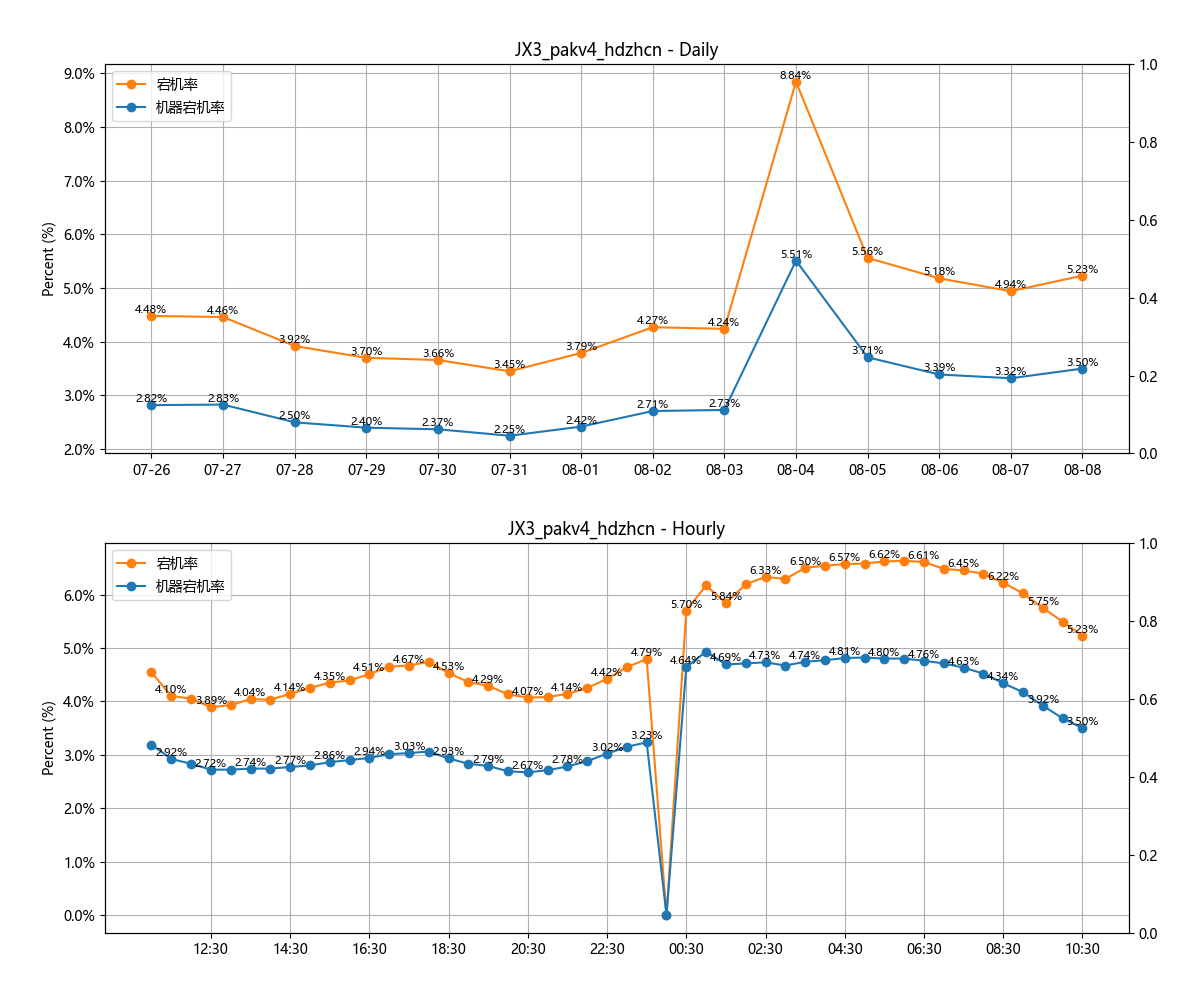 JX3_pakv4_hdzhcn - Daily
宕机率
机器宕机率
Percent (%)
9.0%
8.0%
7.0%
6.0%
5.0%
4.0%
3.0%
2.0%
1.0
0.8
0.6
0.4
0.2
0.0
4.48% 4.46% 3.92% 3.70% 3.66% 3.45% 3.79% 4.27% 4.24% 8.84% 5.56% 5.18% 4.94% 5.23%
2.82% 2.83% 2.50% 2.40% 2.37% 2.25% 2.42% 2.71% 2.73% 5.51% 3.71% 3.39% 3.32% 3.50%
07-26 07-27 07-28 07-29 07-30 07-31 08-01 08-02 08-03 08-04 08-05 08-06 08-07 08-08
JX3_pakv4_hdzhcn - Hourly
宕机率
机器宕机率
Percent (%)
6.0%
5.0%
4.0%
3.0%
2.0%
1.0%
0.0%
1.0
0.8
0.6
0.4
0.2
0.0
4.10% 3.89% 4.04% 4.14% 4.35% 4.51% 4.67% 4.53% 4.29% 4.07% 4.14% 4.42% 4.79% 5.70% 5.84% 6.33% 6.50% 6.57% 6.62% 6.61% 6.45% 6.22% 5.75% 5.23%
2.92% 2.72% 2.74% 2.77% 2.86% 2.94% 3.03% 2.93% 2.79% 2.67% 2.78% 3.02% 3.23% 4.64% 4.69% 4.73% 4.74% 4.81% 4.80% 4.76% 4.63% 4.34% 3.92% 3.50%
12:30 14:30 16:30 18:30 20:30 22:30 00:30 02:30 04:30 06:30 08:30 10:30